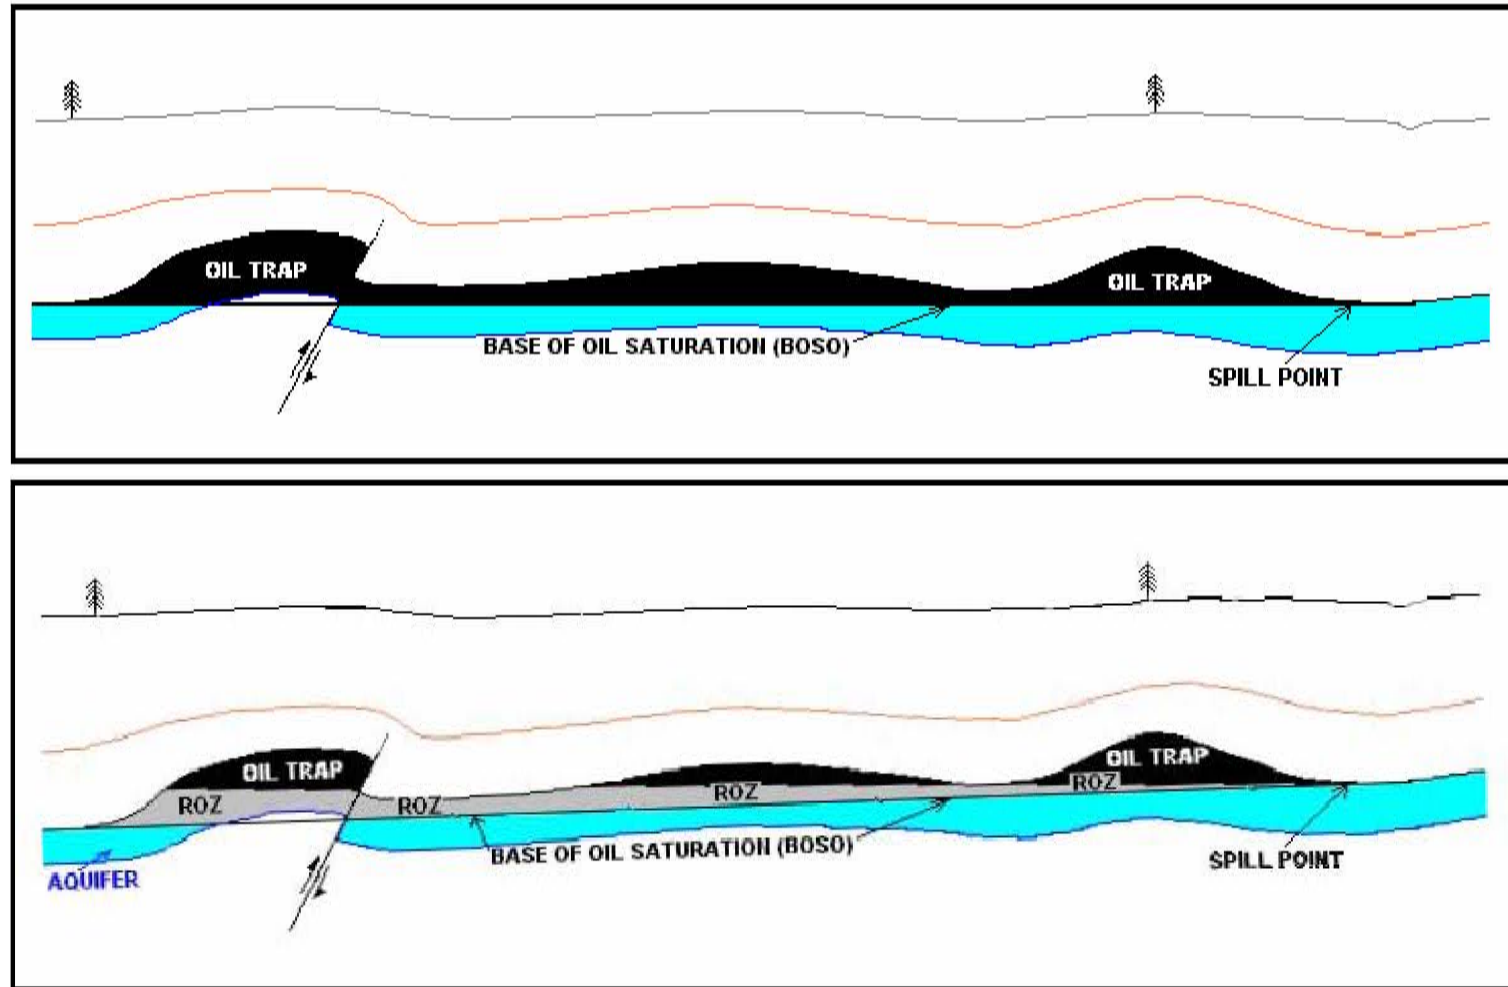 OIL TRAP
OIL TRAP
BASE OF OIL SATURATION (BOSO)
SPILL POINT
OIL TRAP
OIL TRAP
ROZ
ROZ
ROZ
ROZ
BASE OF OIL SATURATION (BOSO)
SPILL POINT
AQUIFER